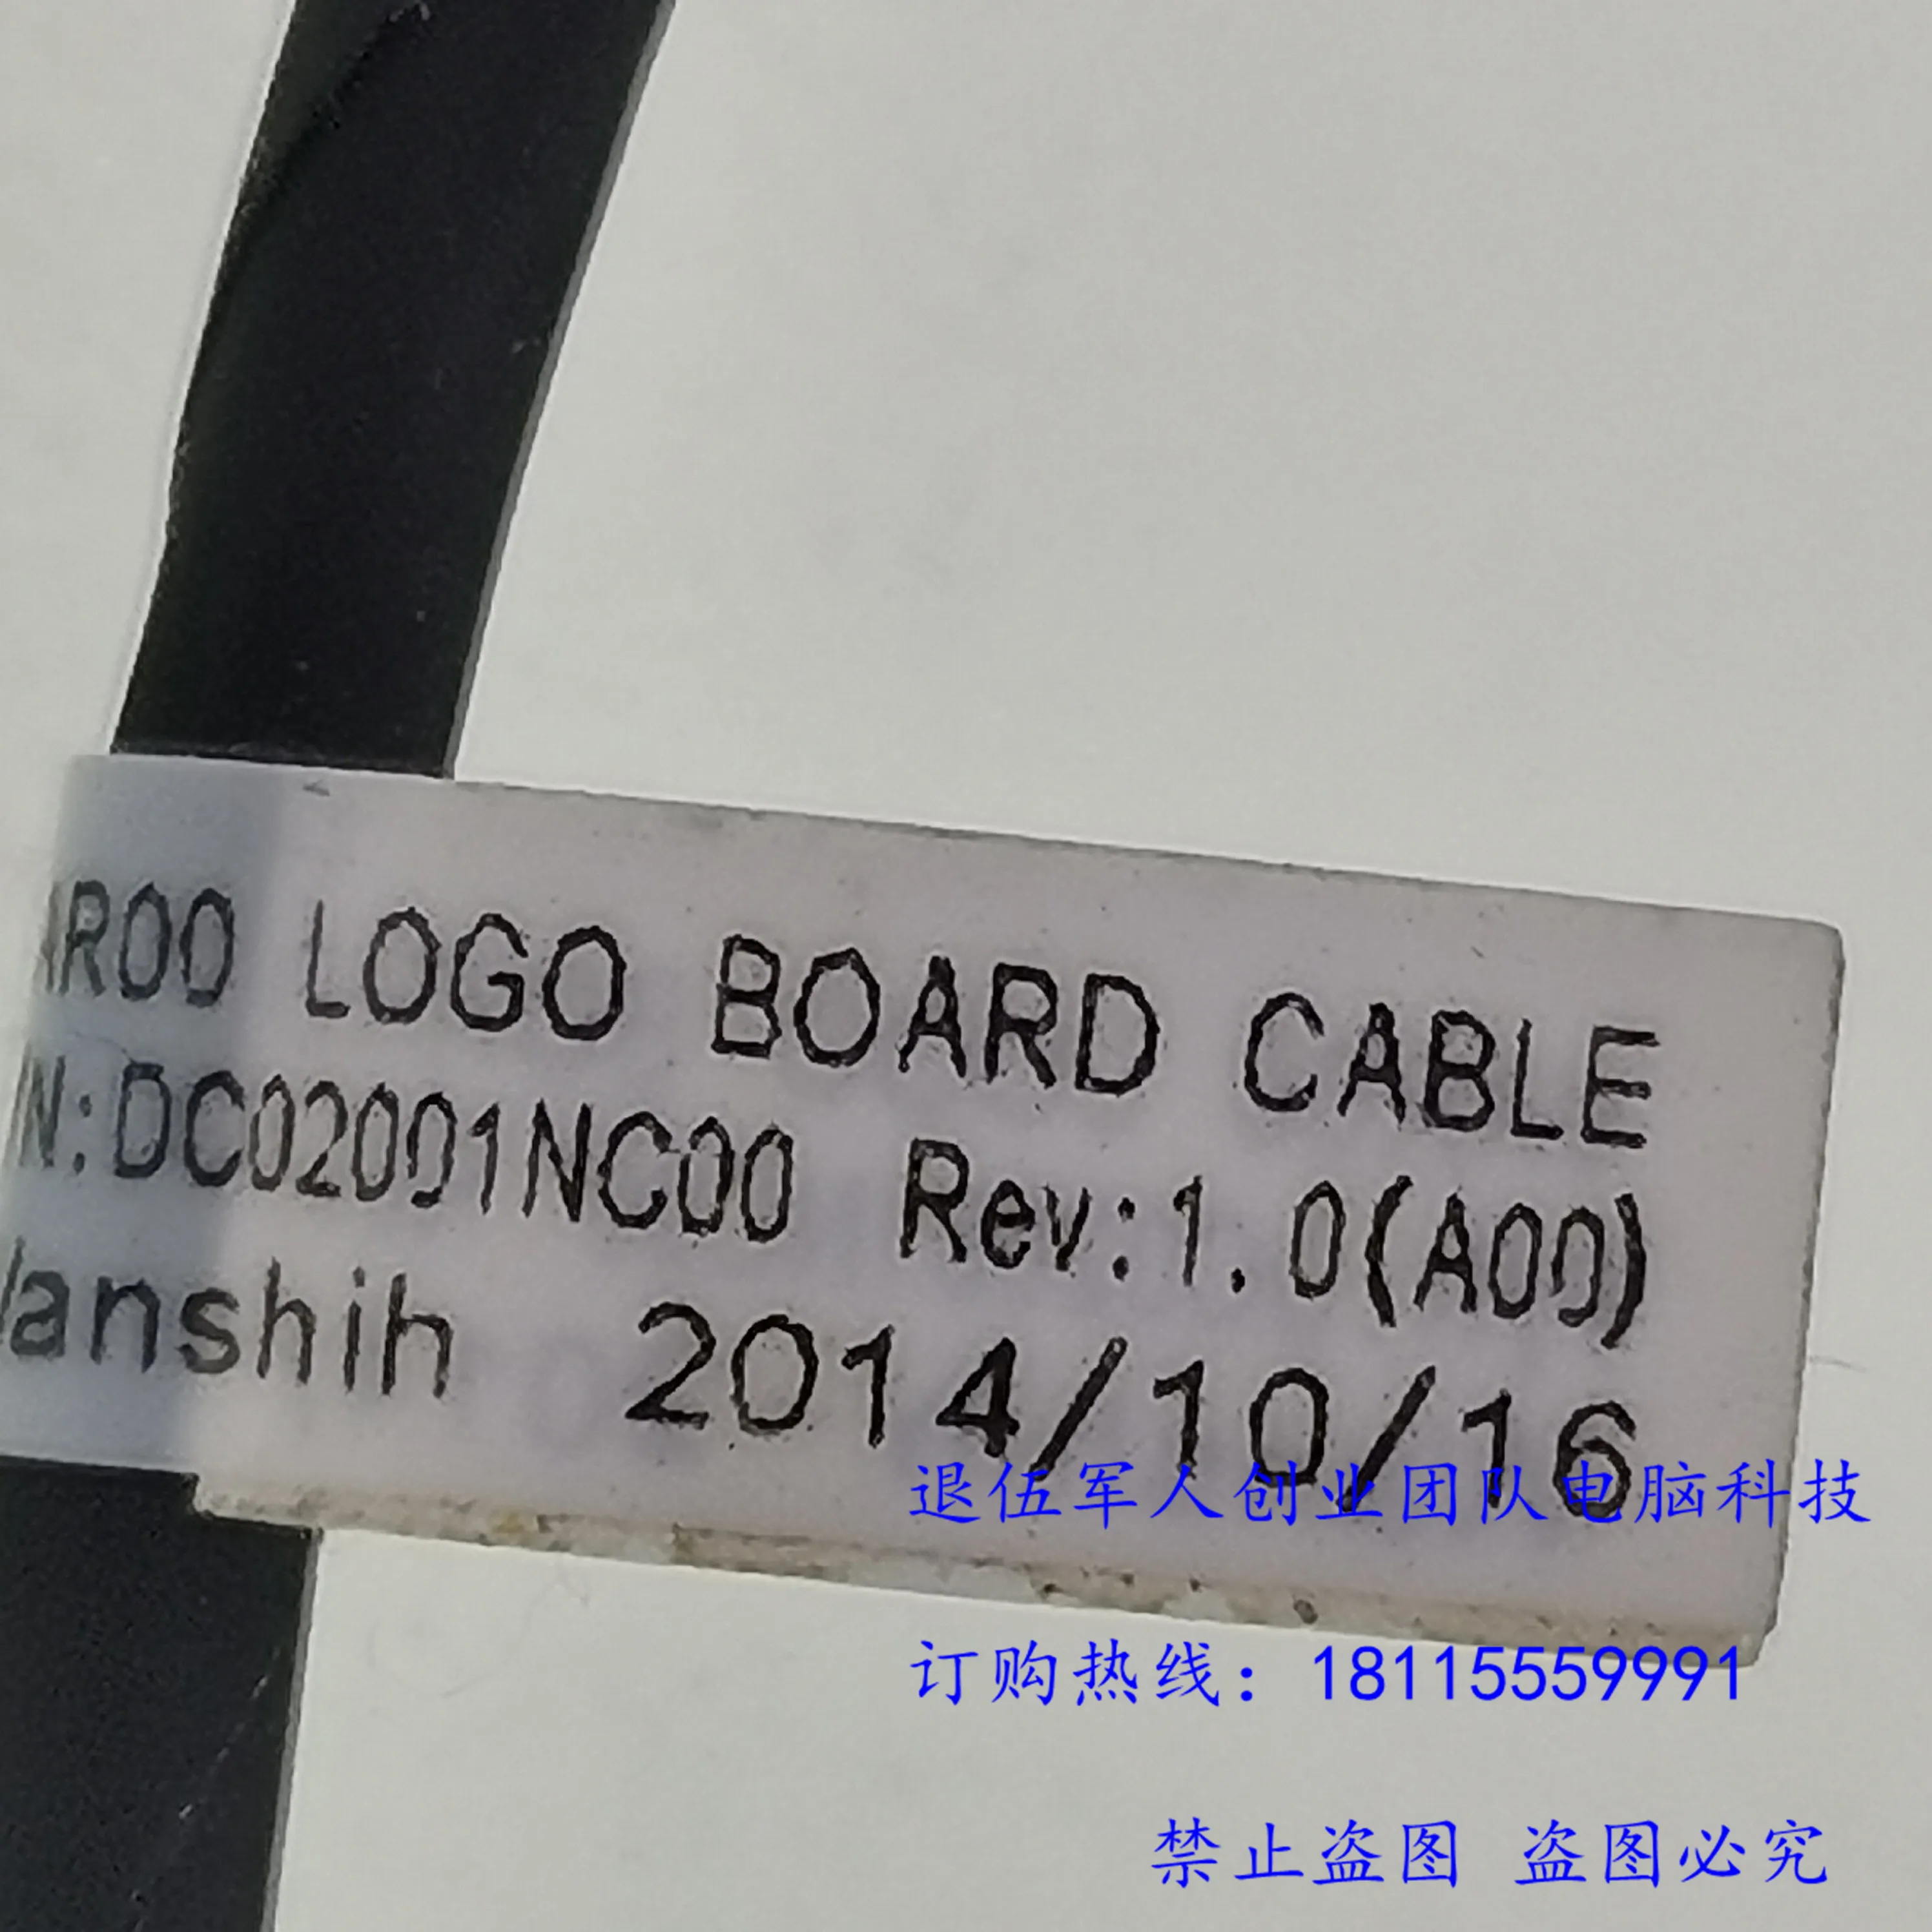 AR00 LOGO BOARD CABLE
N:DC02001NC00 Rev:1.0(A00)
anshih 2014/10/16
退伍军人创业团队电脑科技
订购热线：18115559991
禁止盗图 盗图必究